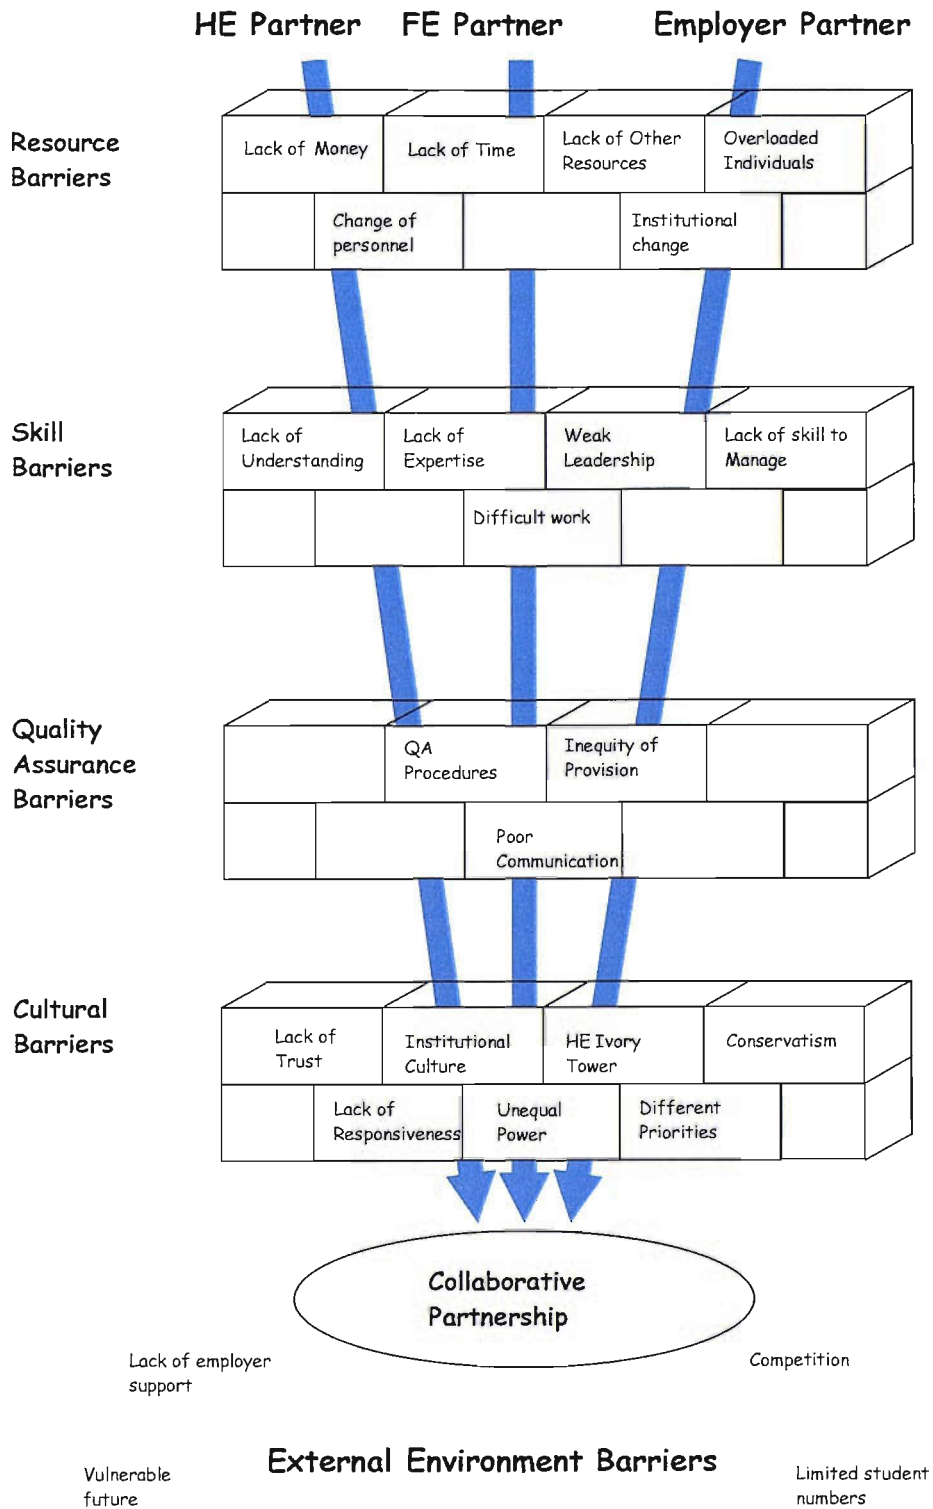 HE Partner FE Partner Employer Partner
Resource
Barriers
Lack of Money
Lack of Time
Lack of Other
Resources
Overloaded
Individuals
Change of
personnel
Institutional
change
Skill
Barriers
Lack of
Understanding
Lack of
Expertise
Weak
Leadership
Lack of skill to
Manage
Difficult work
Quality
Assurance
Barriers
QA
Procedures
Inequity of
Provision
Poor
Communication
Cultural
Barriers
Lack of
Trust
Institutional
Culture
HE Ivory
Tower
Conservatism
Lack of
Responsiveness
Unequal
Power
Different
Priorities
Collaborative
Partnership
Lack of employer
support
Competition
External Environment Barriers
Vulnerable
future
Limited student
numbers